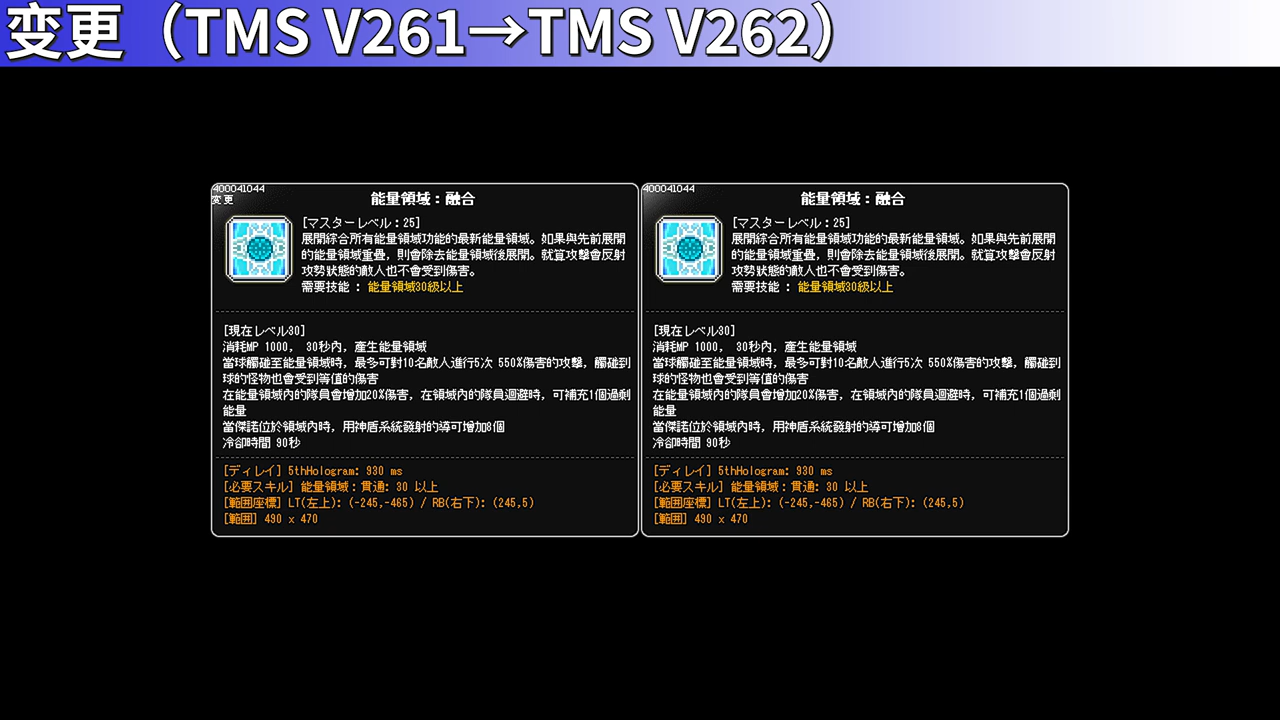 変更（TMS V261→TMS V262）
400041044
変更
能量領域：融合
[マスターレベル：25]
展開綜合所有能量領域功能的最新能量領域。如果與先前展開
的能量領域重疊，則會除去能量領域後展開。就算攻擊會反射
攻勢狀態的敵人也不會受到傷害。
需要技能 ： 能量領域30級以上
[現在レベル30]
消耗MP 1000， 30秒內，產生能量領域
當球觸碰至能量領域時，最多可對10名敵人進行5次 550%傷害的攻擊，觸碰到
球的怪物也會受到等值的傷害
在能量領域內的隊員會增加20%傷害，在領域內的隊員迴避時，可補充1個過剩
能量
當傑諾位於領域內時，用神盾系統發射的導可增加8個
冷卻時間 90秒
[ディレイ] 5thHologram: 930 ms
[必要スキル] 能量領域：貫通: 30 以上
[範囲座標] LT(左上): (-245,-465) / RB(右下): (245,5)
[範囲] 490 x 470
400041044
能量領域：融合
[マスターレベル：25]
展開綜合所有能量領域功能的最新能量領域。如果與先前展開
的能量領域重疊，則會除去能量領域後展開。就算攻擊會反射
攻勢狀態的敵人也不會受到傷害。
需要技能 ： 能量領域30級以上
[現在レベル30]
消耗MP 1000， 30秒內，產生能量領域
當球觸碰至能量領域時，最多可對10名敵人進行5次 550%傷害的攻擊，觸碰到
球的怪物也會受到等值的傷害
在能量領域內的隊員會增加20%傷害，在領域內的隊員迴避時，可補充1個過剩
能量
當傑諾位於領域內時，用神盾系統發射的導可增加8個
冷卻時間 90秒
[ディレイ] 5thHologram: 930 ms
[必要スキル] 能量領域：貫通: 30 以上
[範囲座標] LT(左上): (-245,-465) / RB(右下): (245,5)
[範囲] 490 x 470